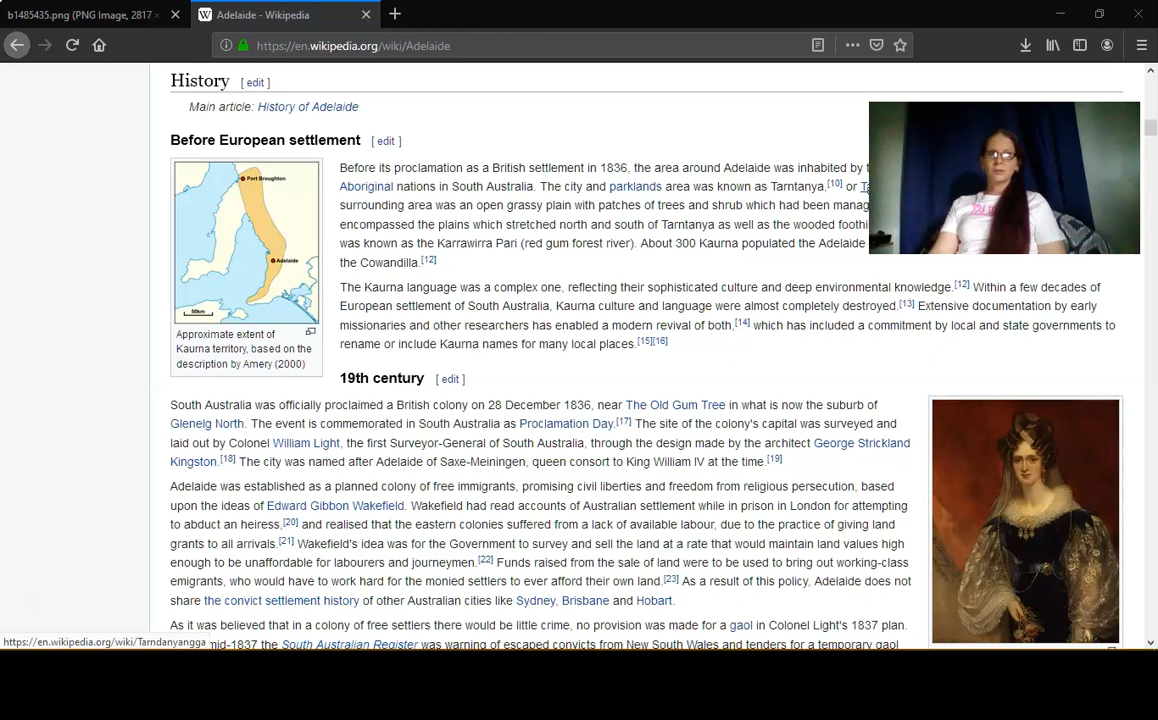 b1485435.png (PNG Image, 2817 ×
Adelaide - Wikipedia
https://en.wikipedia.org/wiki/Adelaide
History [ edit ]
Main article: History of Adelaide
Before European settlement [ edit ]
Before its proclamation as a British settlement in 1836, the area around Adelaide was inhabited by
Aboriginal nations in South Australia. The city and parklands area was known as Tarntanya,[10] or
surrounding area was an open grassy plain with patches of trees and shrub which had been
encompassed the plains which stretched north and south of Tarntanya as well as the wooded
was known as the Karrawirra Pari (red gum forest river). About 300 Kaurna populated the Adelaide
the Cowandilla.[12]
Port Broughton
Adelaide
50km
Approximate extent of
Kaurna territory, based on the
description by Amery (2000)
The Kaurna language was a complex one, reflecting their sophisticated culture and deep environmental knowledge.[12] Within a few decades of
European settlement of South Australia, Kaurna culture and language were almost completely destroyed.[13] Extensive documentation by early
missionaries and other researchers has enabled a modern revival of both,[14] which has included a commitment by local and state governments to
rename or include Kaurna names for many local places.[15][16]
19th century [ edit ]
South Australia was officially proclaimed a British colony on 28 December 1836, near The Old Gum Tree in what is now the suburb of
Glenelg North. The event is commemorated in South Australia as Proclamation Day.[17] The site of the colony's capital was surveyed and
laid out by Colonel William Light, the first Surveyor-General of South Australia, through the design made by the architect George Strickland
Kingston.[18] The city was named after Adelaide of Saxe-Meiningen, queen consort to King William IV at the time.[19]
Adelaide was established as a planned colony of free immigrants, promising civil liberties and freedom from religious persecution, based
upon the ideas of Edward Gibbon Wakefield. Wakefield had read accounts of Australian settlement while in prison in London for attempting
to abduct an heiress,[20] and realised that the eastern colonies suffered from a lack of available labour, due to the practice of giving land
grants to all arrivals.[21] Wakefield's idea was for the Government to survey and sell the land at a rate that would maintain land values high
enough to be unaffordable for labourers and journeymen.[22] Funds raised from the sale of land were to be used to bring out working-class
emigrants, who would have to work hard for the monied settlers to ever afford their own land.[23] As a result of this policy, Adelaide does not
share the convict settlement history of other Australian cities like Sydney, Brisbane and Hobart.
As it was believed that in a colony of free settlers there would be little crime, no provision was made for a gaol in Colonel Light's 1837 plan.
mid-1837 the South Australian Register was warning of escaped convicts from New South Wales and tenders for a temporary gaol
https://en.wikipedia.org/wiki/Tarndanyangga